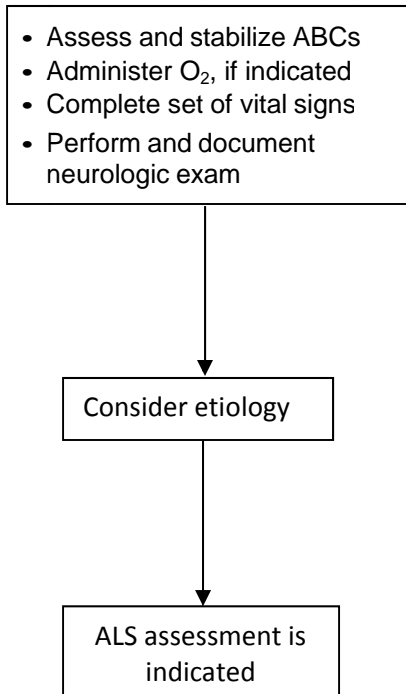 • Assess and stabilize ABCs
• Administer O₂, if indicated
• Complete set of vital signs
• Perform and document
neurologic exam
Consider etiology
ALS assessment is
indicated